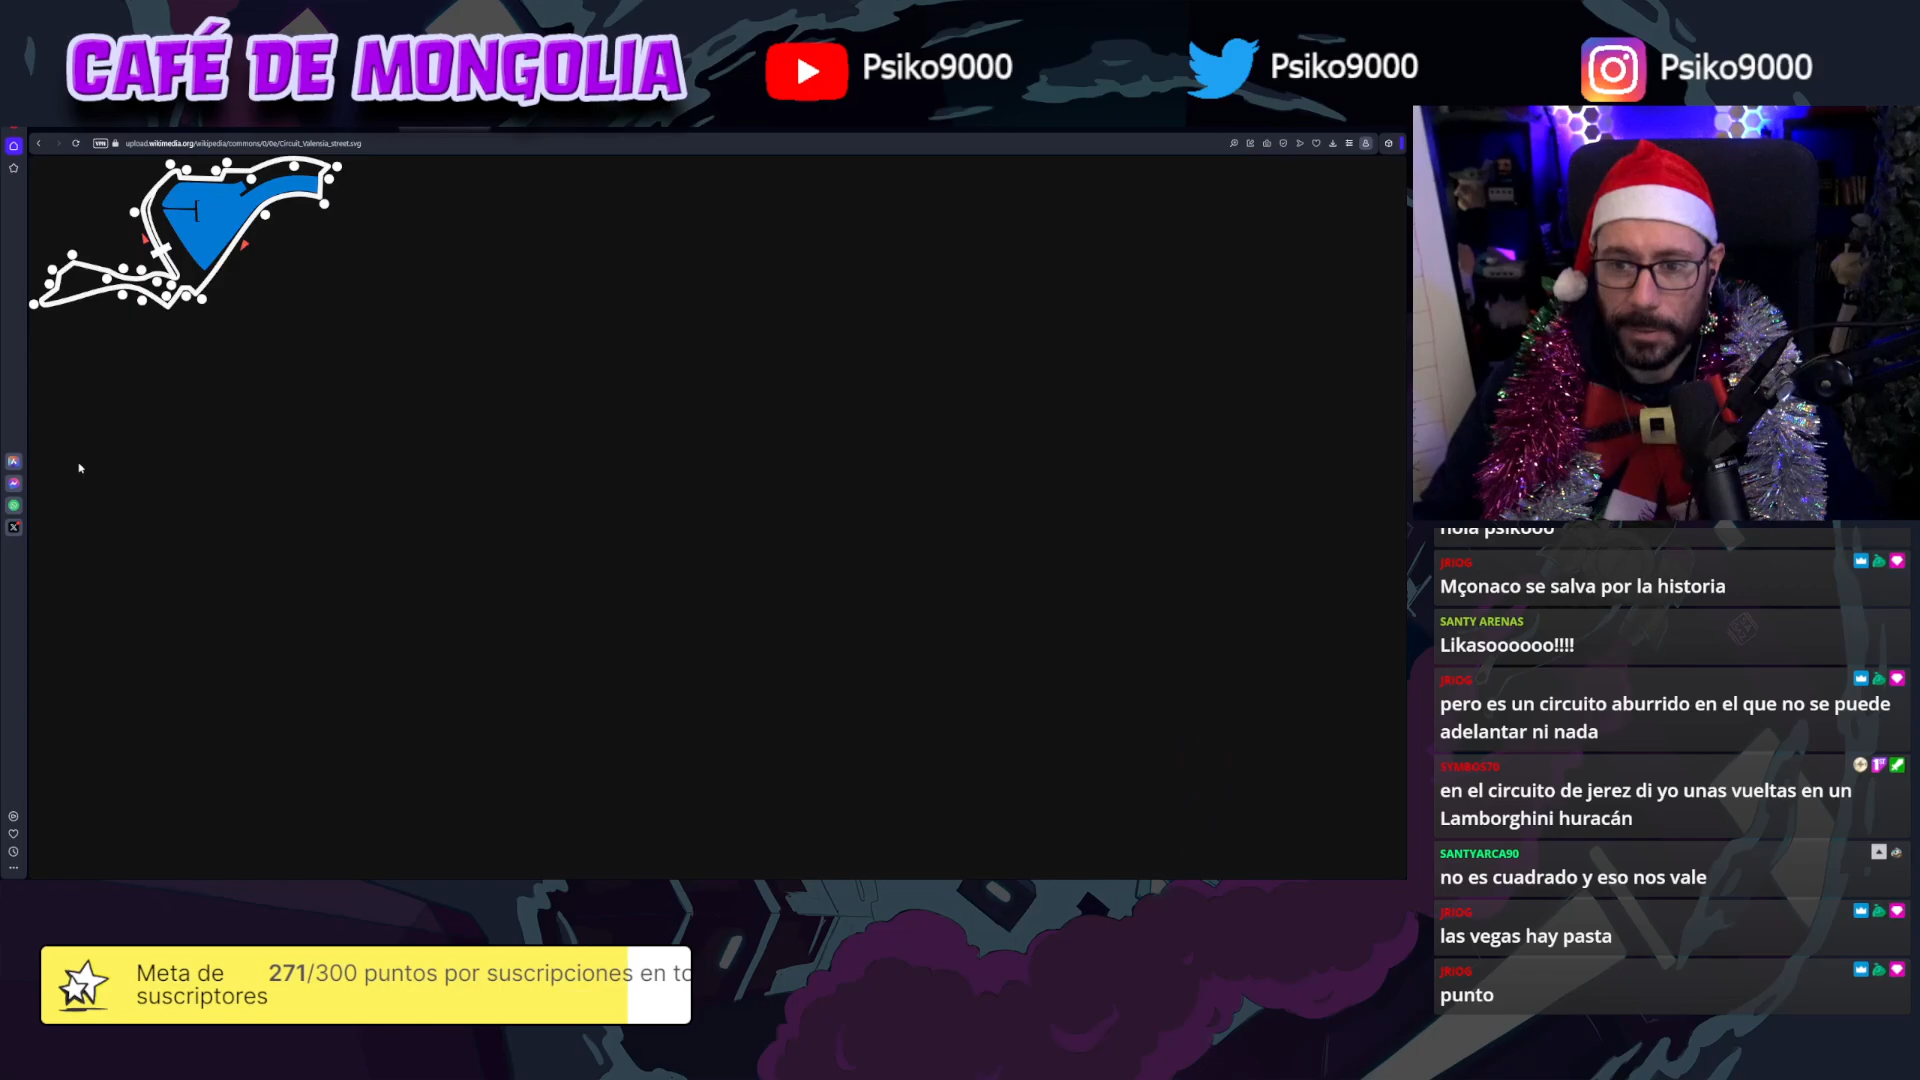 CAFÉ DE MONGOLIA
Psiko9000
Psiko9000
Psiko9000
VPN
upload.wikimedia.org/wikipedia/commons/0/0e/Circuit_Valensia_street.svg
hola psikooo
JRIOG
Mçonaco se salva por la historia
SANTY ARENAS
Likasoooooo!!!!
JRIOG
pero es un circuito aburrido en el que no se puede
adelantar ni nada
SYMBOS70
en el circuito de jerez di yo unas vueltas en un
Lamborghini huracán
SANTYARCA90
no es cuadrado y eso nos vale
JRIOG
las vegas hay pasta
JRIOG
punto
Meta de
suscriptores
271/300 puntos por suscripciones en to